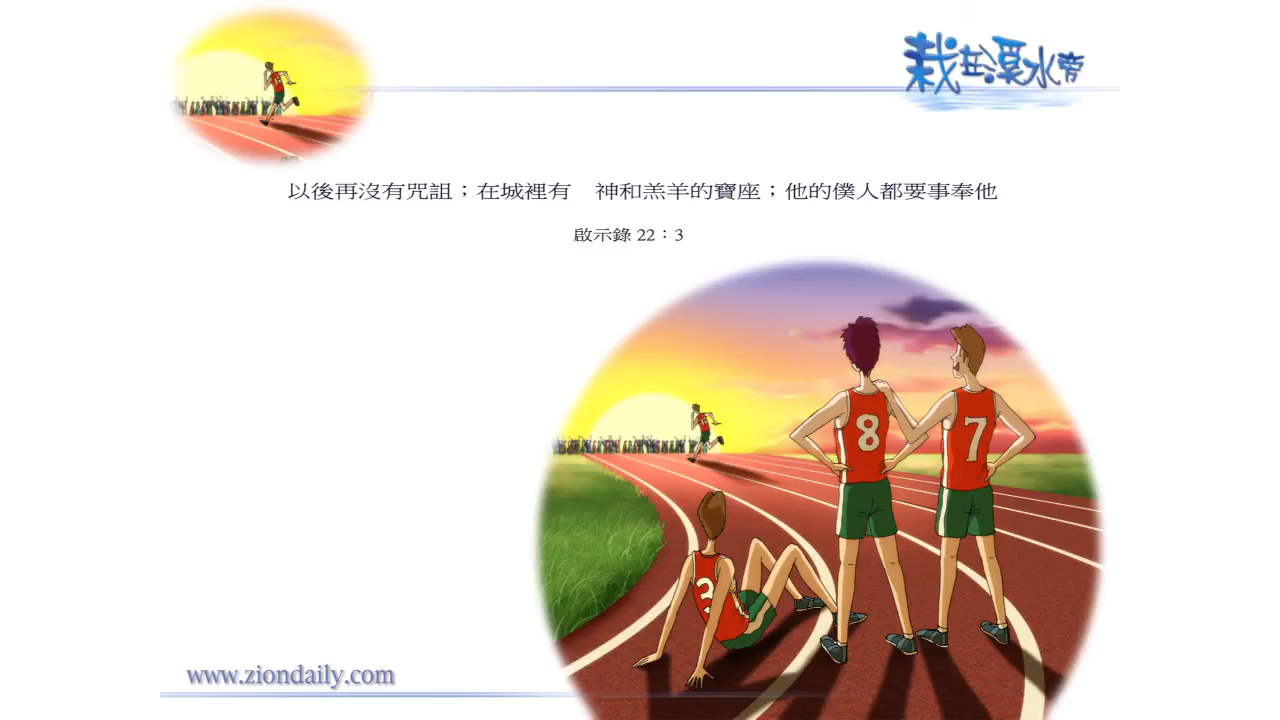 栽在溪水旁
以後再沒有咒詛；在城裡有　神和羔羊的寶座；他的僕人都要事奉他
啟示錄 22：3
8
7
3
www.ziondaily.com